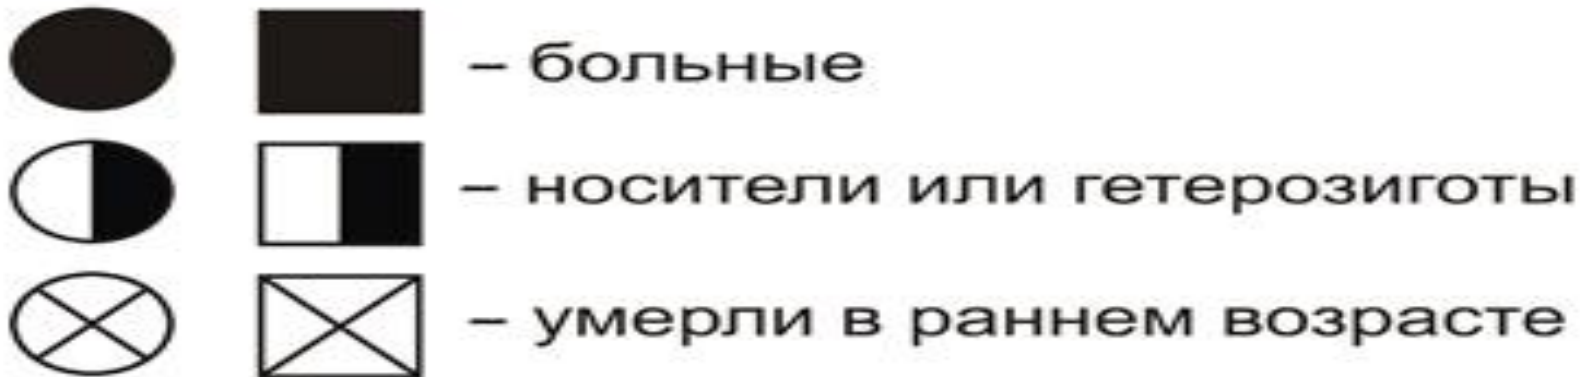 – больные
– носители или гетерозиготы
– умерли в раннем возрасте